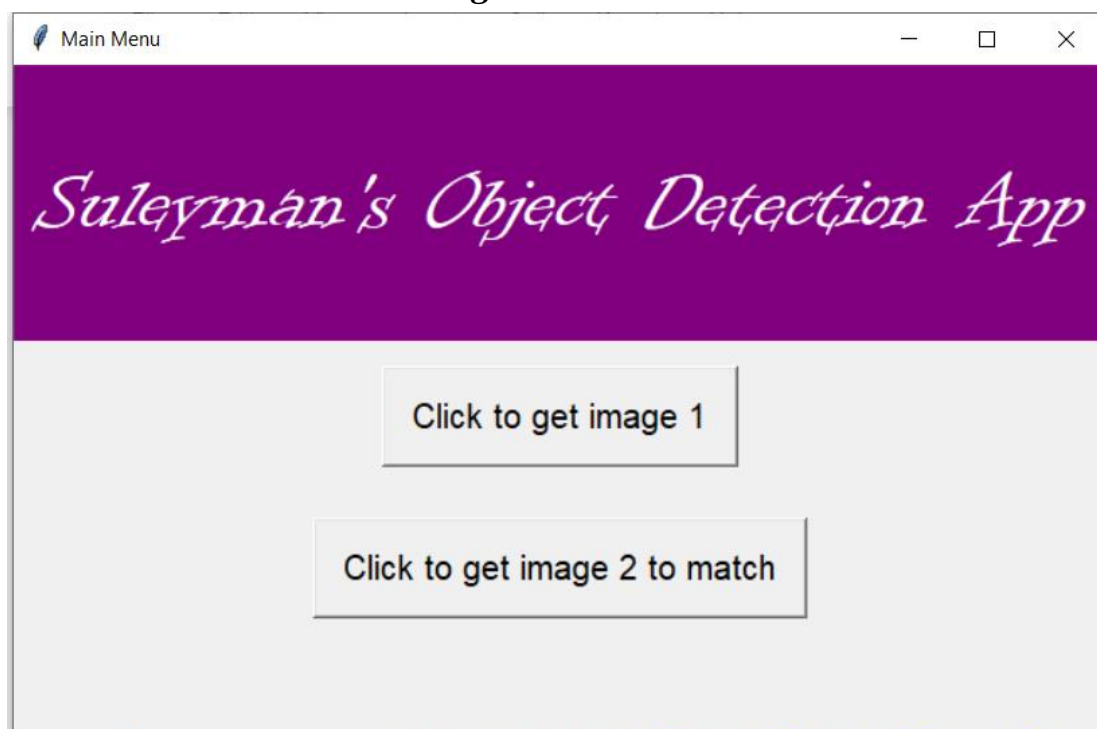 Main Menu
Suleyman's Object Detection App
Click to get image 1
Click to get image 2 to match